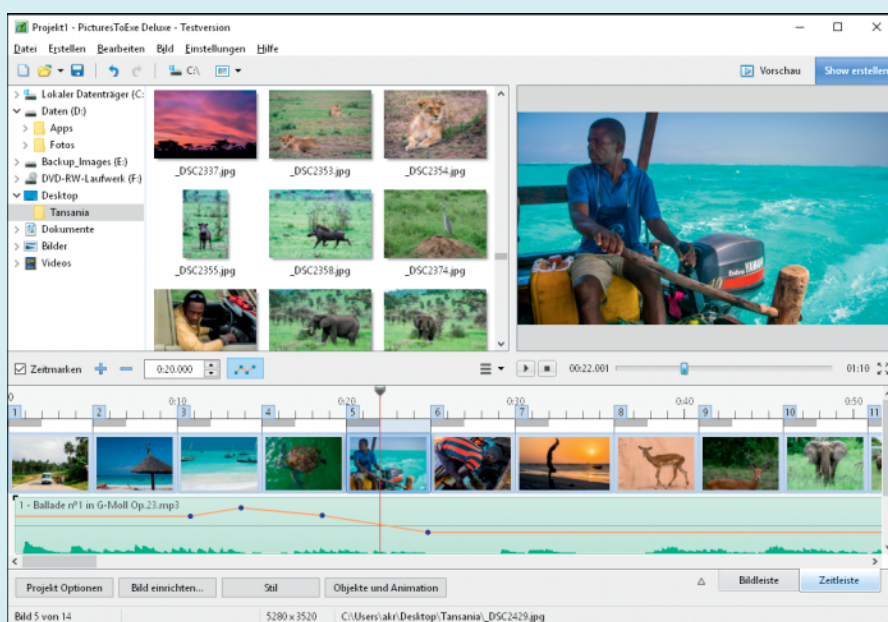 Projekt1 - PicturesToExe Deluxe - Testversion
Datei Erstellen Bearbeiten Bild Einstellungen Hilfe
C:\ Vorschau Show erstellen
Lokaler Datenträger (C:
Daten (D:)
Apps
Fotos
Backup_Images (E:)
DVD-RW-Laufwerk (F:)
Desktop
Tansania
Dokumente
Bilder
Videos
_DSC2337.jpg _DSC2353.jpg _DSC2354.jpg
_DSC2355.jpg _DSC2358.jpg _DSC2374.jpg
YAMAHA
Zeitmarken 0:20.000 00:22.001 01:10
0 0:10 0:20 0:30 0:40 0:50
1 2 3 4 5 6 7 8 9 10 11
1 - Ballade nº1 in G-Moll Op.23.mp3
Projekt Optionen Bild einrichten... Stil Objekte und Animation Bildleiste Zeitleiste
Bild 5 von 14 5280 x 3520 C:\Users\akr\Desktop\Tansania\_DSC2429.jpg